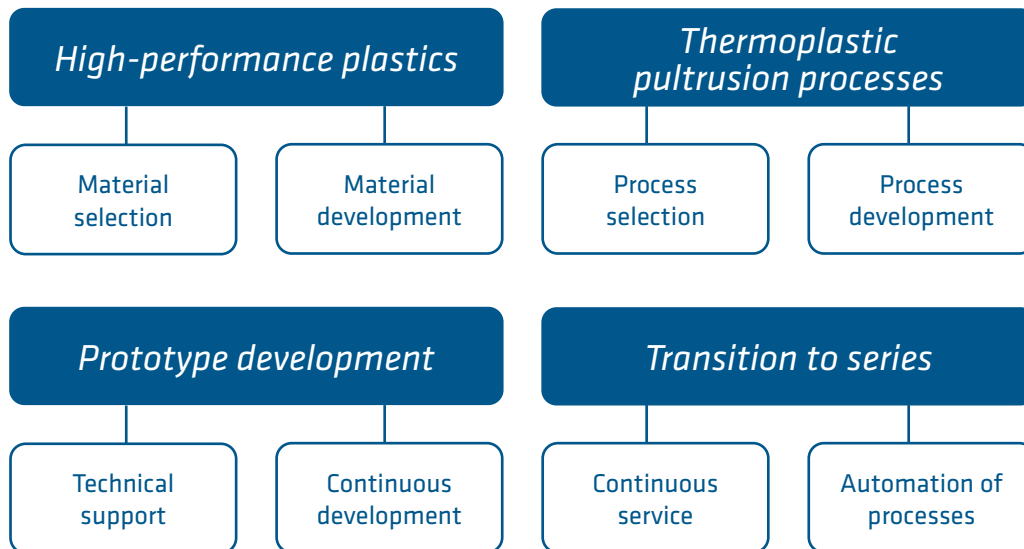 High-performance plastics
Material
selection
Material
development
Thermoplastic
pultrusion processes
Process
selection
Process
development
Prototype development
Technical
support
Continuous
development
Transition to series
Continuous
service
Automation of
processes